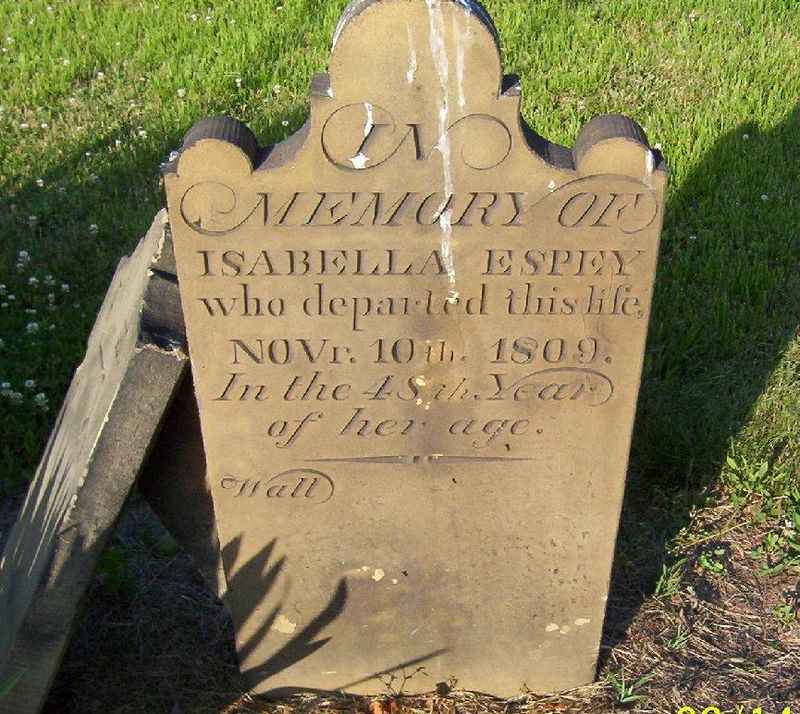 IN
MEMORY OF
ISABELLA ESPEY
who departed this life,
NOVr. 10th. 1809.
In the 48th. Year
of her age.
Wall